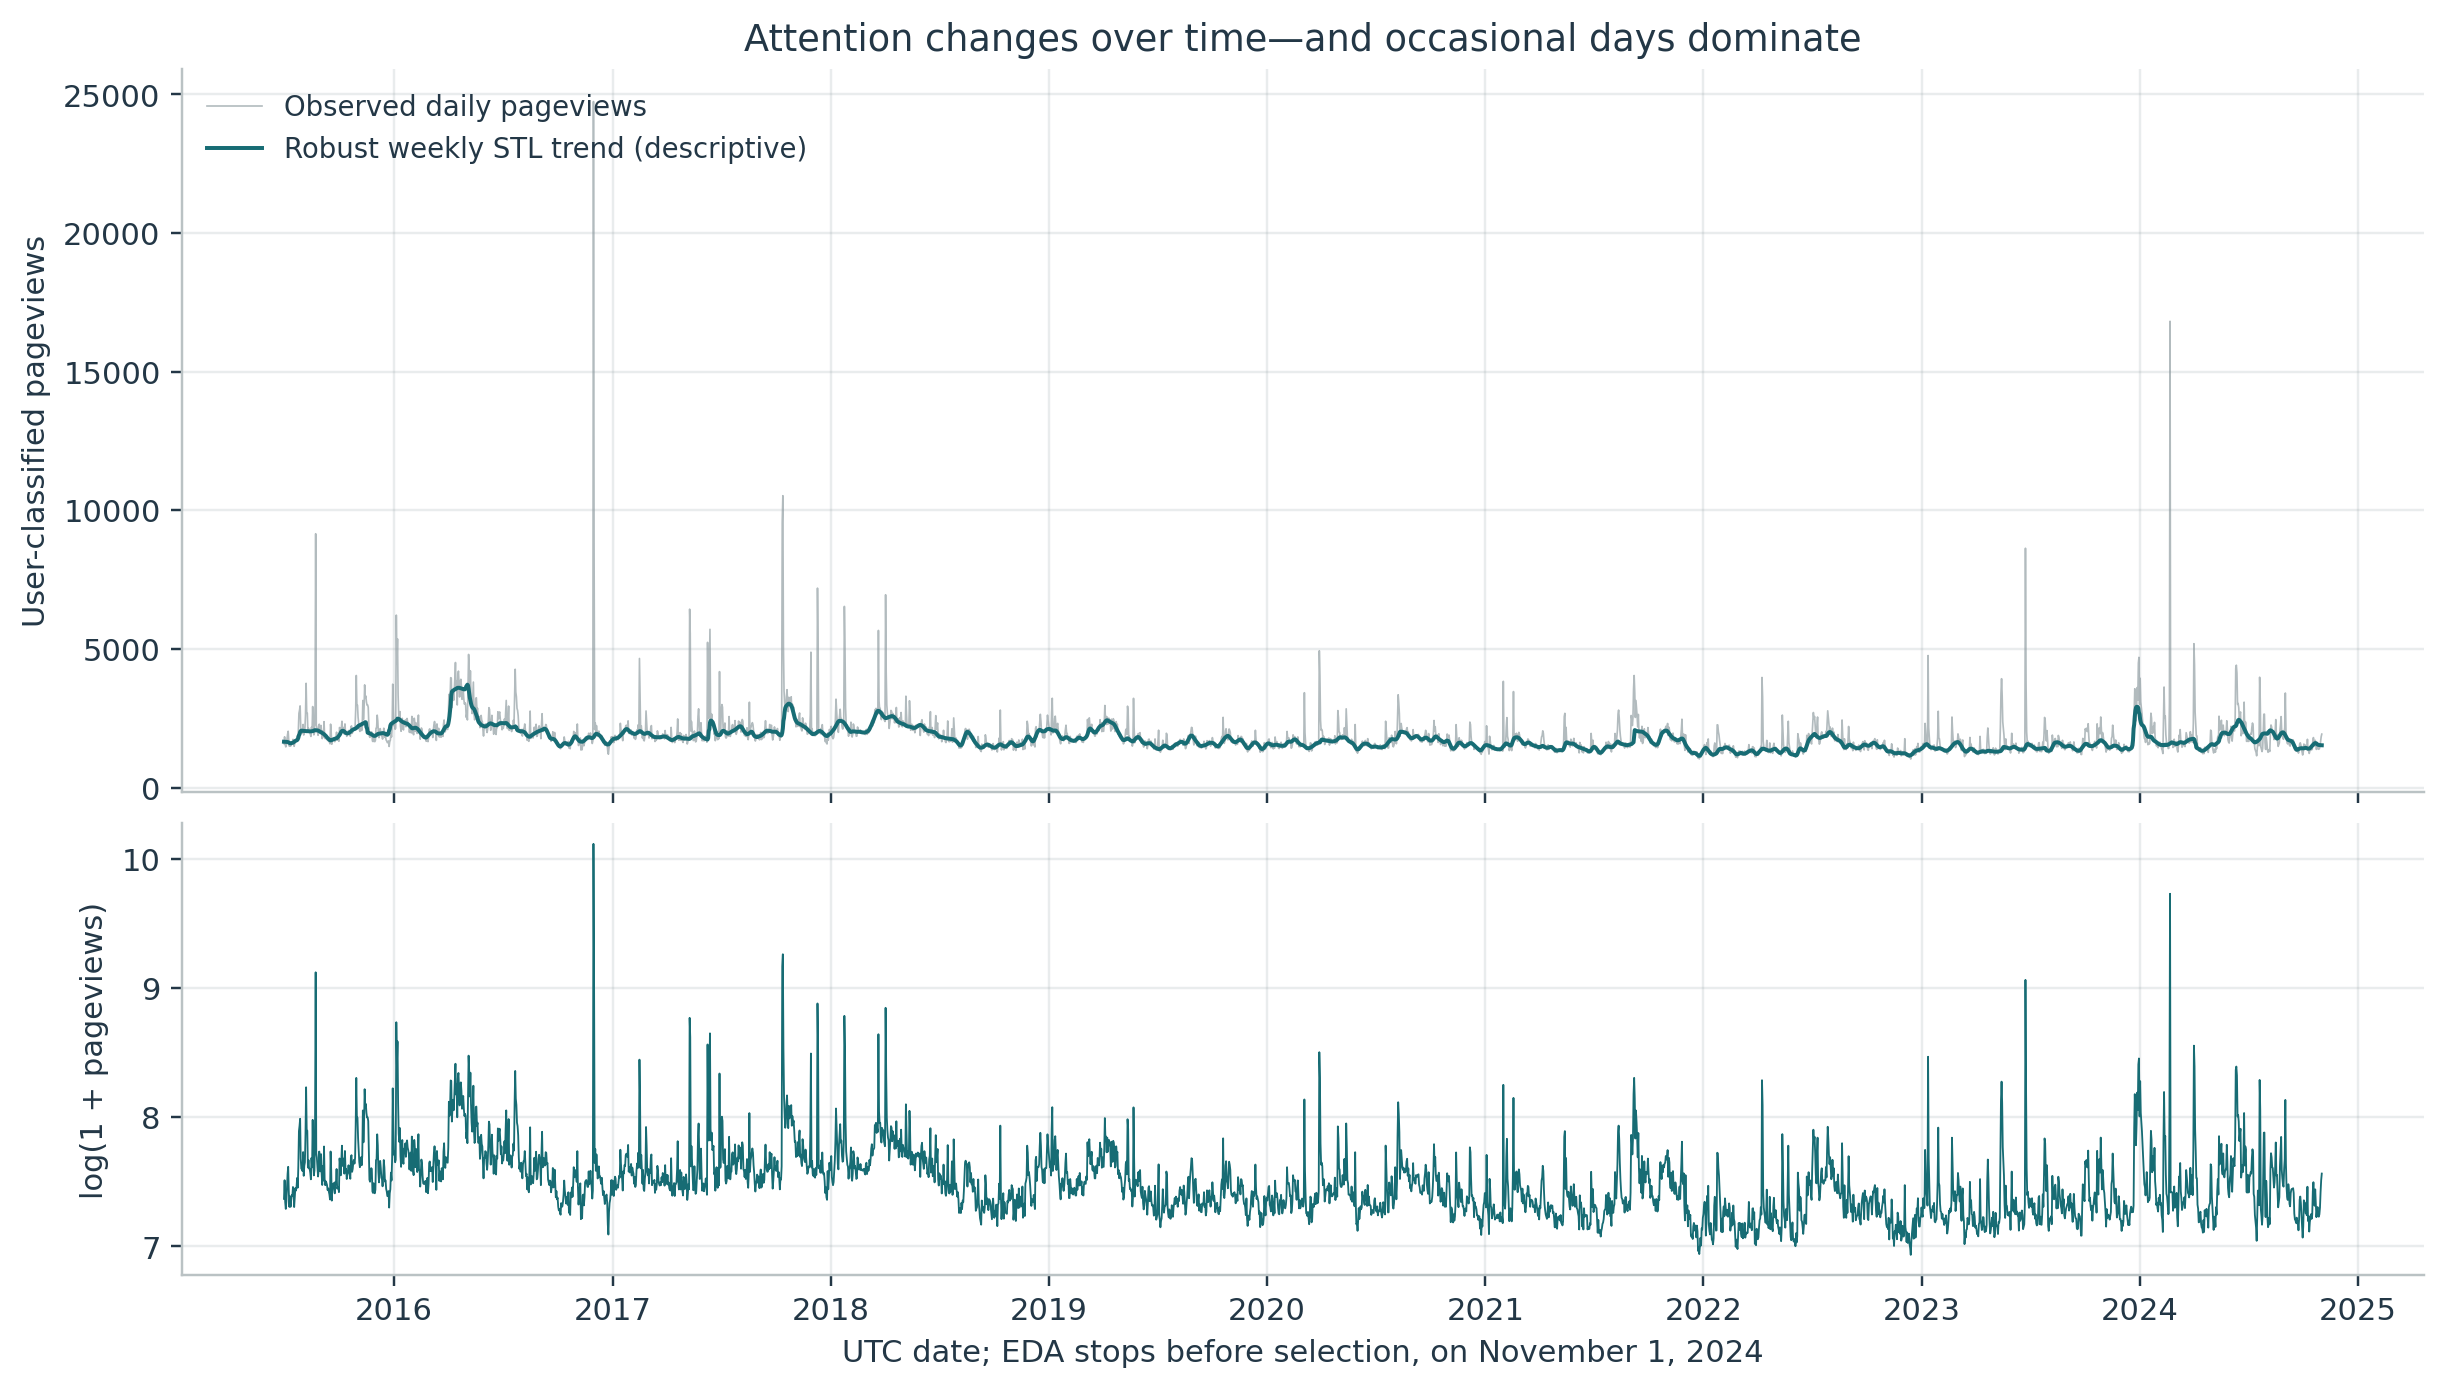 Attention changes over time—and occasional days dominate
25000
20000
15000
10000
5000
0
User-classified pageviews
Observed daily pageviews
Robust weekly STL trend (descriptive)
10
9
8
7
log(1 + pageviews)
2016 2017 2018 2019 2020 2021 2022 2023 2024 2025
UTC date; EDA stops before selection, on November 1, 2024